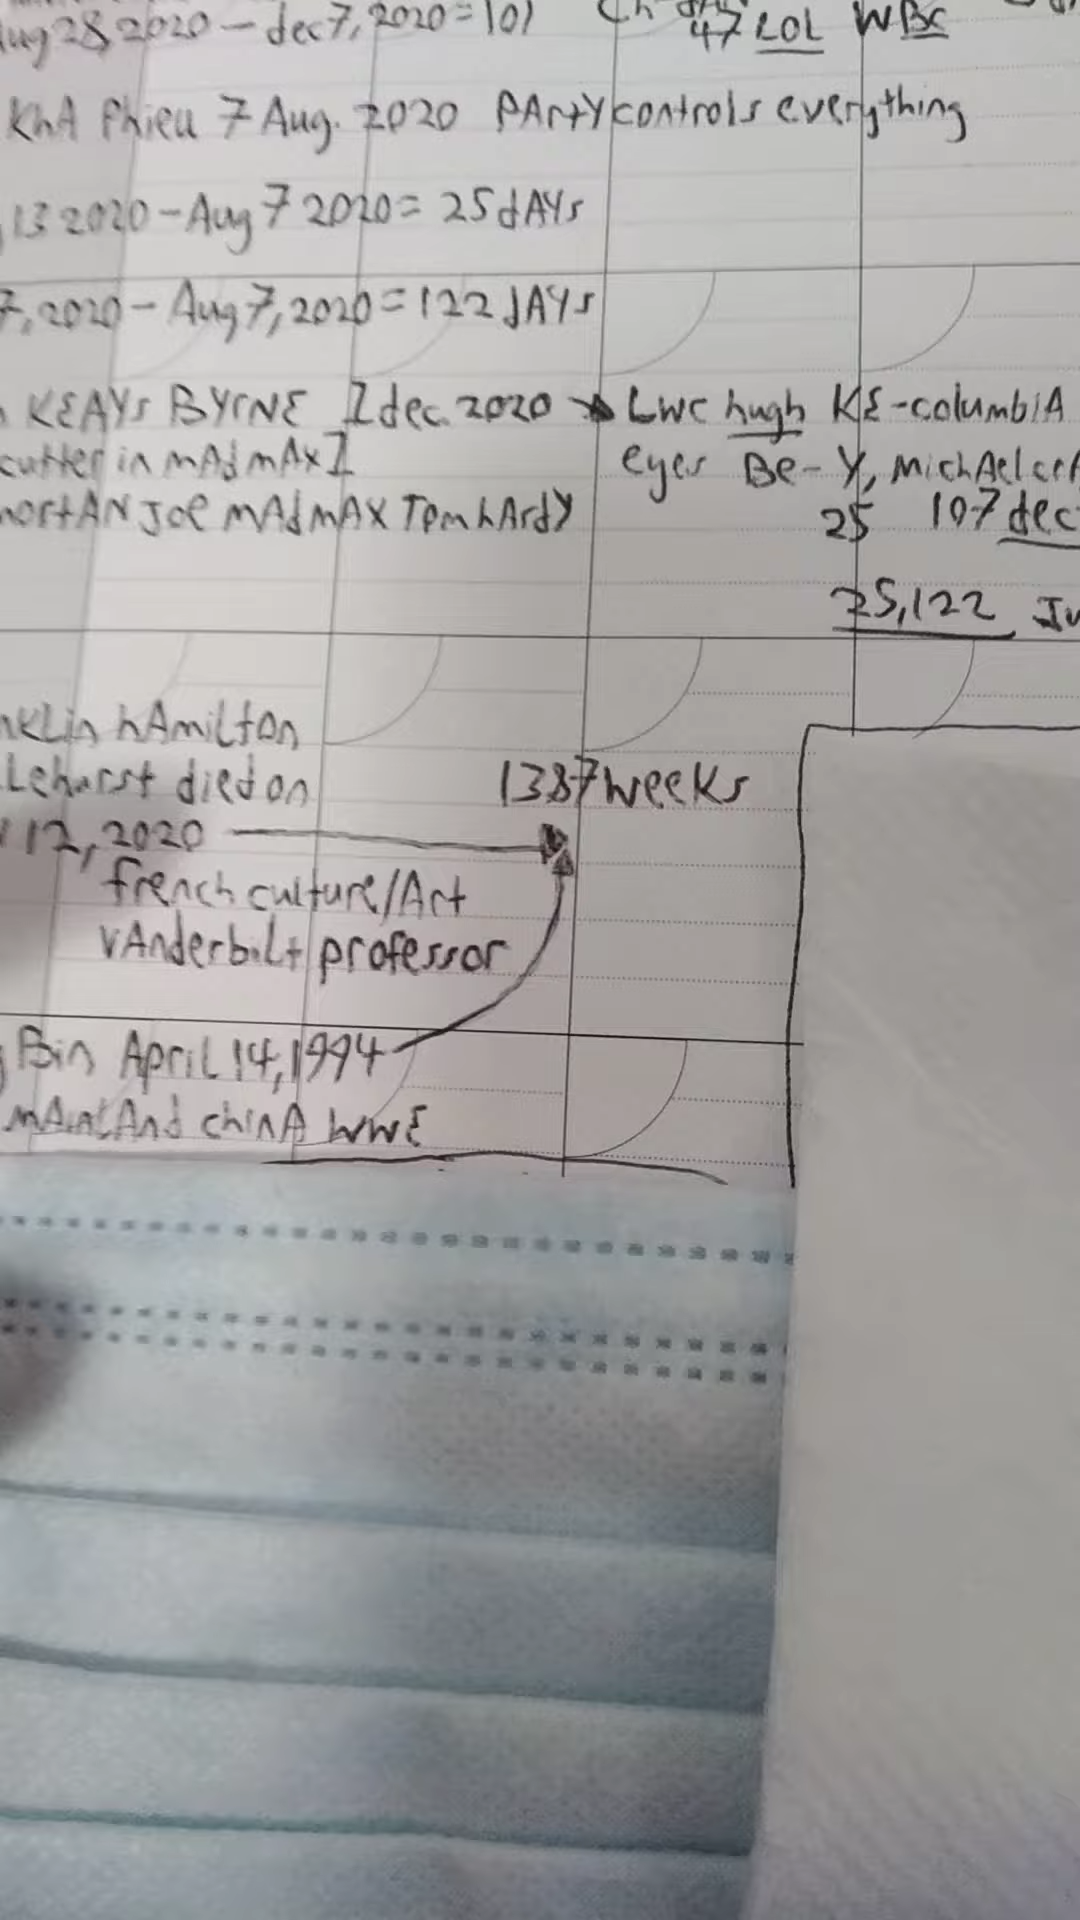 Aug 28, 2020 - dec 7, 2020 = 101
47 LOL WBC
KhA Phieu 7 Aug. 2020 PArtY controls everything
13 2020 - Aug 7 2020 = 25 dAYs
7, 2020 - Aug 7, 2020 = 122 dAYs
KEAYs BYrNE 1 dec. 2020 → Lwc hugh KE-columbiA
cutter in mAd mAx 1
eyes Be-Y, MichAel
mortAN Joe mAd mAX Tom hArdY
25 107 dec
25,122
nklin hAmilton
Lehurst died on 1387 weeks
12, 2020
french culture/Art
vAnderbilt professor
Bin April 14, 1994
mAinlAnd chinA WWE